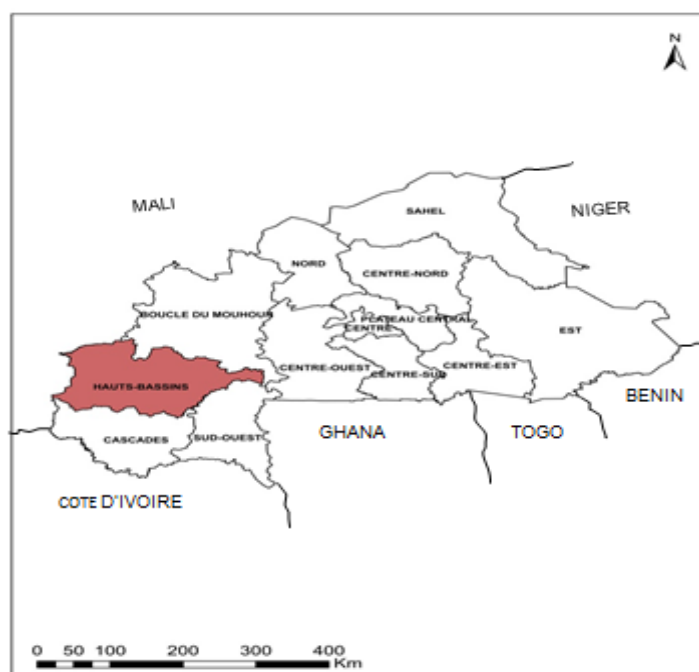 N
MALI
SAHEL
NIGER
NORD
CENTRE-NORD
BOUCLE DU MOUHOUR
PLATEAU CENTRAL
CENTRE
EST
CENTRE-OUEST
CENTRE-EST
HAUTS-BASSINS
CENTRE-SUD
BENIN
GHANA
TOGO
CASCADES
SUD-OUEST
COTE D'IVOIRE
0 50 100 200 300 400
Km